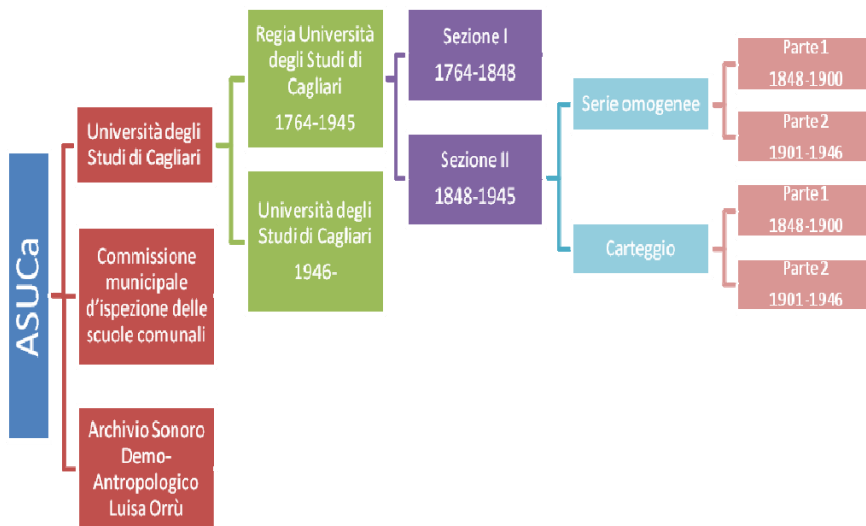 ASUCa
Università degli
Studi di Cagliari
Commissione
municipale
d'ispezione delle
scuole comunali
Archivio Sonoro
Demo-
Antropologico
Luisa Orrù
Regia Università
degli Studi di
Cagliari
1764-1945
Università degli
Studi di Cagliari
1946-
Sezione I
1764-1848
Sezione II
1848-1945
Serie omogenee
Carteggio
Parte 1
1848-1900
Parte 2
1901-1946
Parte 1
1848-1900
Parte 2
1901-1946